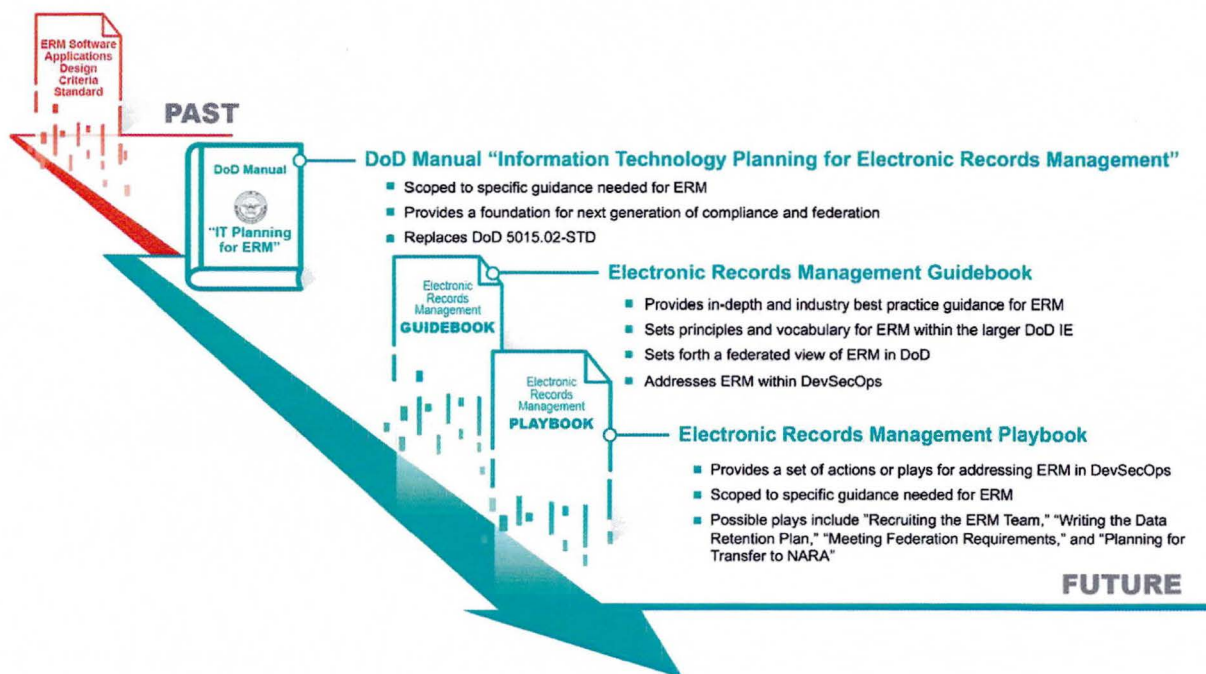 ERM Software
Applications
Design
Criteria
Standard
PAST
DoD Manual
"IT Planning
for ERM"
DoD Manual "Information Technology Planning for Electronic Records Management"
Scoped to specific guidance needed for ERM
Provides a foundation for next generation of compliance and federation
Replaces DoD 5015.02-STD
Electronic
Records
Management
GUIDEBOOK
Electronic Records Management Guidebook
Provides in-depth and industry best practice guidance for ERM
Sets principles and vocabulary for ERM within the larger DoD IE
Sets forth a federated view of ERM in DoD
Addresses ERM within DevSecOps
Electronic
Records
Management
PLAYBOOK
Electronic Records Management Playbook
Provides a set of actions or plays for addressing ERM in DevSecOps
Scoped to specific guidance needed for ERM
Possible plays include "Recruiting the ERM Team," "Writing the Data
Retention Plan," "Meeting Federation Requirements," and "Planning for
Transfer to NARA"
FUTURE